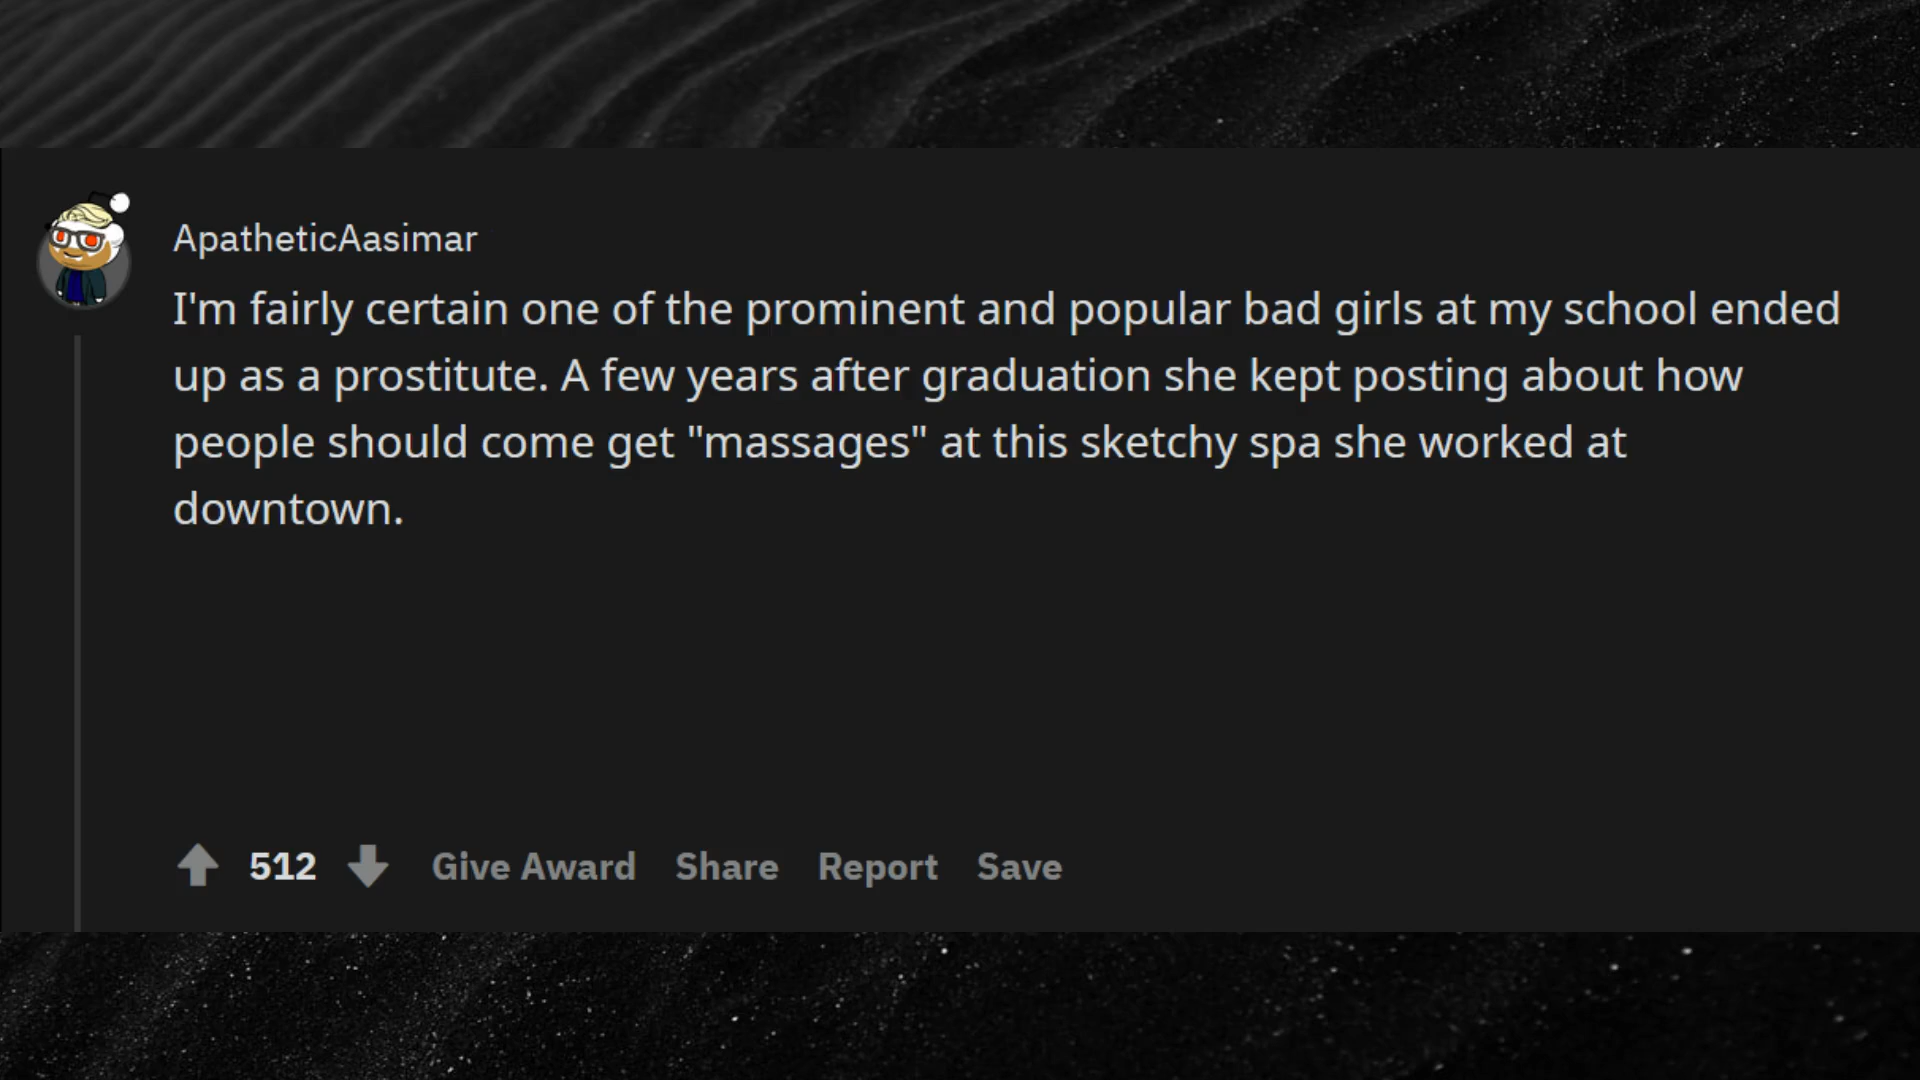 ApatheticAasimar
I'm fairly certain one of the prominent and popular bad girls at my school ended
up as a prostitute. A few years after graduation she kept posting about how
people should come get "massages" at this sketchy spa she worked at
downtown.
512 Give Award Share Report Save